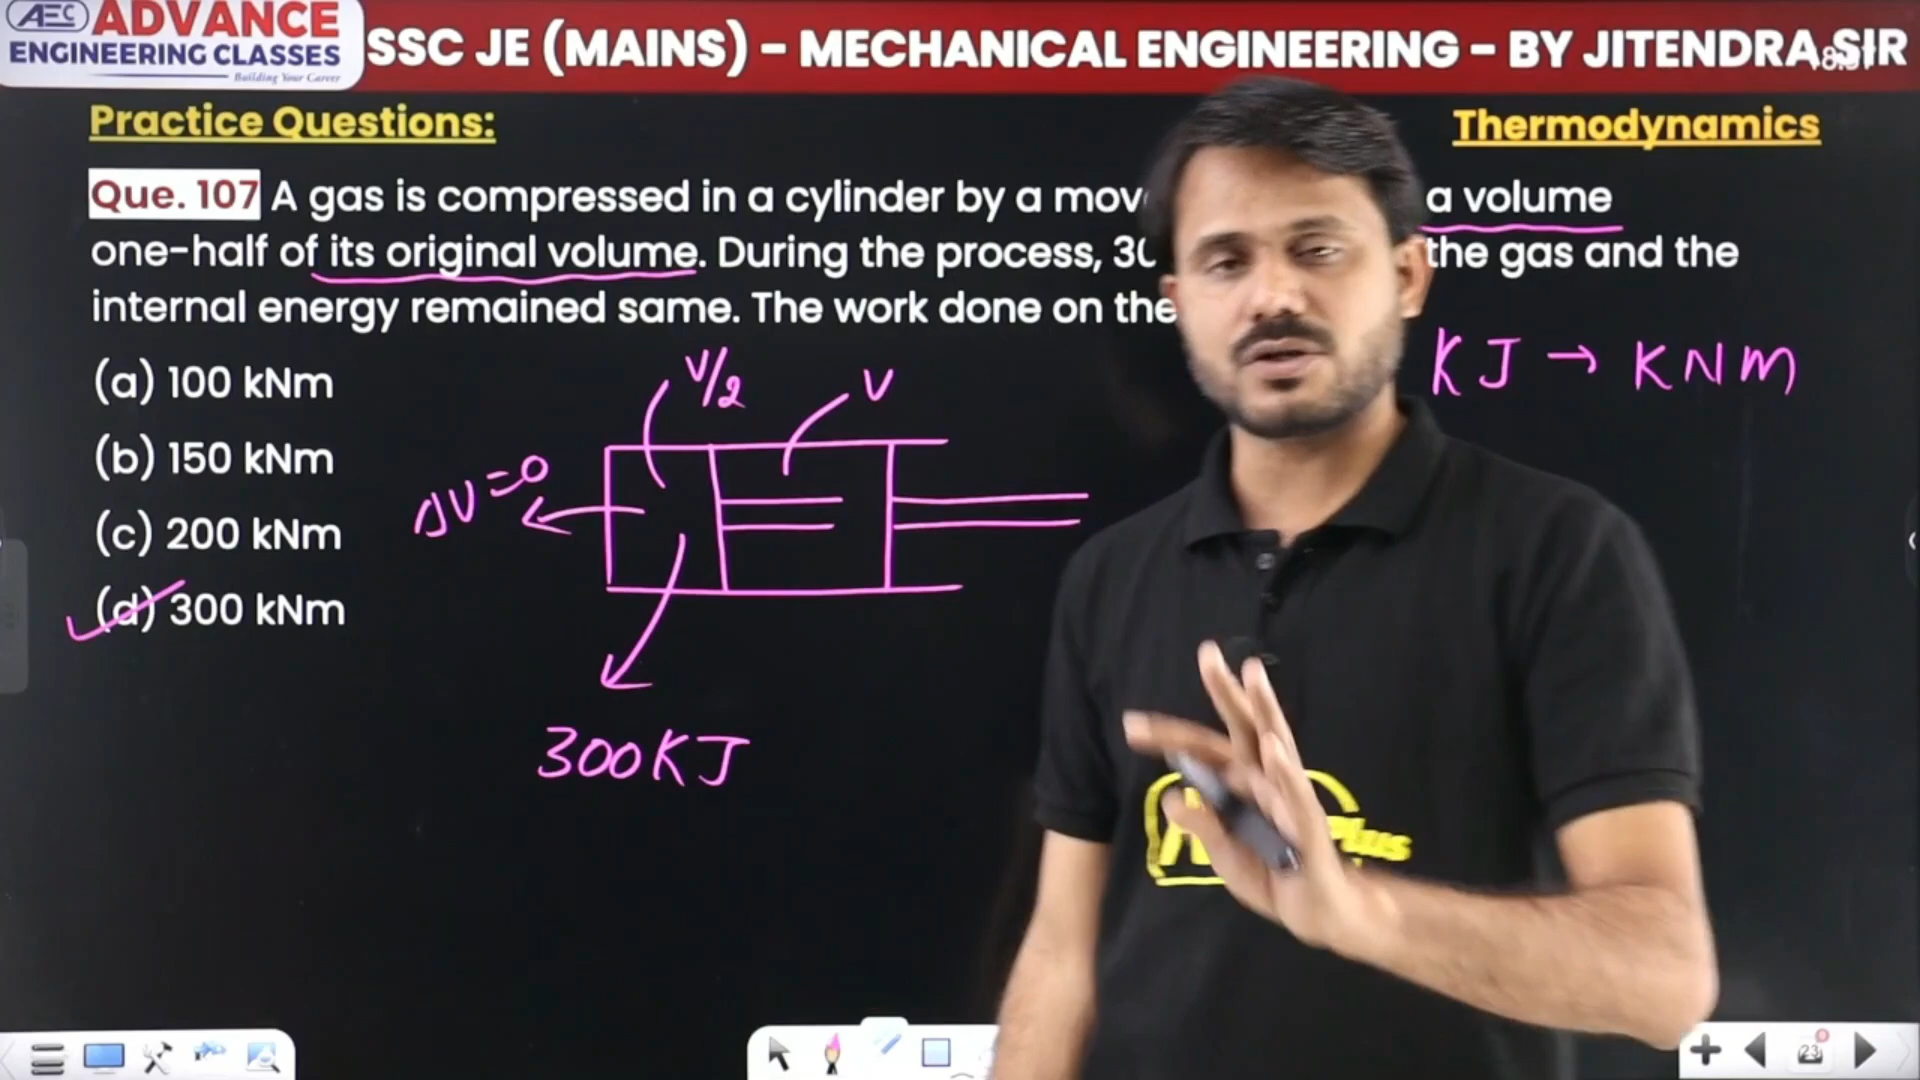 AEC ADVANCE
ENGINEERING CLASSES
Building Your Career
SSC JE (MAINS) – MECHANICAL ENGINEERING – BY JITENDRA SIR
Practice Questions:
Thermodynamics
Que. 107 A gas is compressed in a cylinder by a a volume
one-half of its original volume. During the process, the gas and the
internal energy remained same. The work done on the
(a) 100 kNm
(b) 150 kNm
(c) 200 kNm
(d) 300 kNm
V/2
V
KJ → KNM
ΔU=0
300KJ
Plus
23